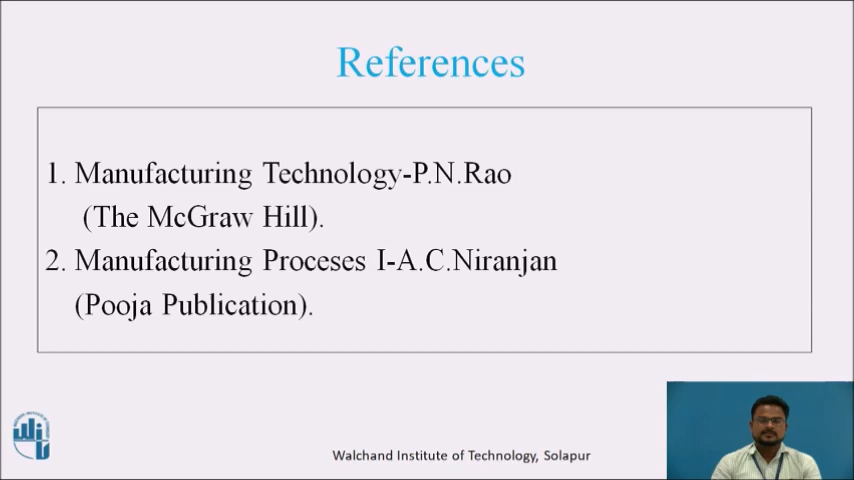 References
1. Manufacturing Technology-P.N.Rao
(The McGraw Hill).
2. Manufacturing Proceses I-A.C.Niranjan
(Pooja Publication).
Walchand Institute of Technology, Solapur